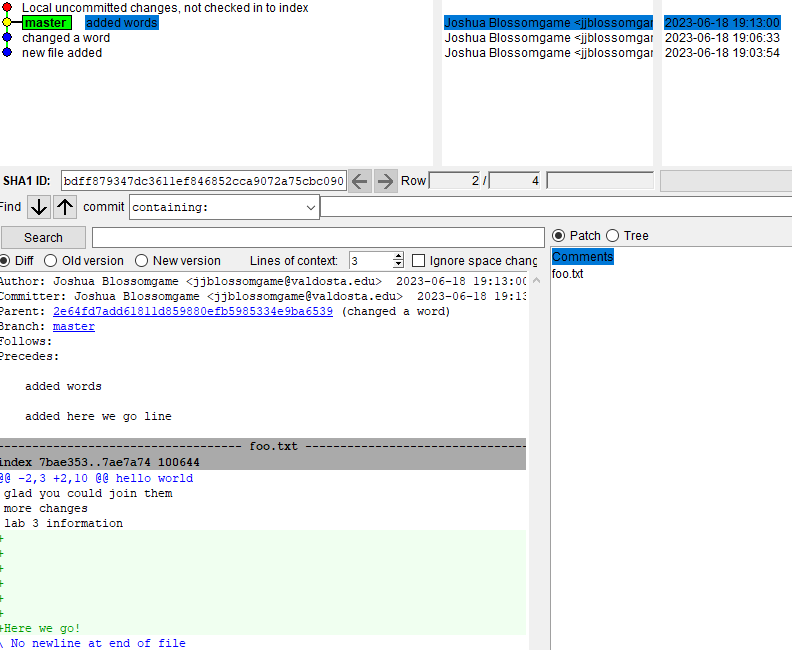 Local uncommitted changes, not checked in to index
master added words Joshua Blossomgame <jjblossomgar 2023-06-18 19:13:00
changed a word Joshua Blossomgame <jjblossomgar 2023-06-18 19:06:33
new file added Joshua Blossomgame <jjblossomgar 2023-06-18 19:03:54
SHA1 ID: bdff879347dc3611ef846852cca9072a75cbc090 Row 2 / 4
Find commit containing:
Search
Diff Old version New version Lines of context: 3 Ignore space chang
Patch Tree
Comments
foo.txt
Author: Joshua Blossomgame <jjblossomgame@valdosta.edu> 2023-06-18 19:13:00
Committer: Joshua Blossomgame <jjblossomgame@valdosta.edu> 2023-06-18 19:13
Parent: 2e64fd7add61811d859880efb5985334e9ba6539 (changed a word)
Branch: master
Follows:
Precedes:
added words
added here we go line
---------------------------------- foo.txt ----------------------------------
index 7bae353..7ae7a74 100644
@@ -2,3 +2,10 @@ hello world
glad you could join them
more changes
lab 3 information
+
+
+
+
+
+
+Here we go!
\ No newline at end of file